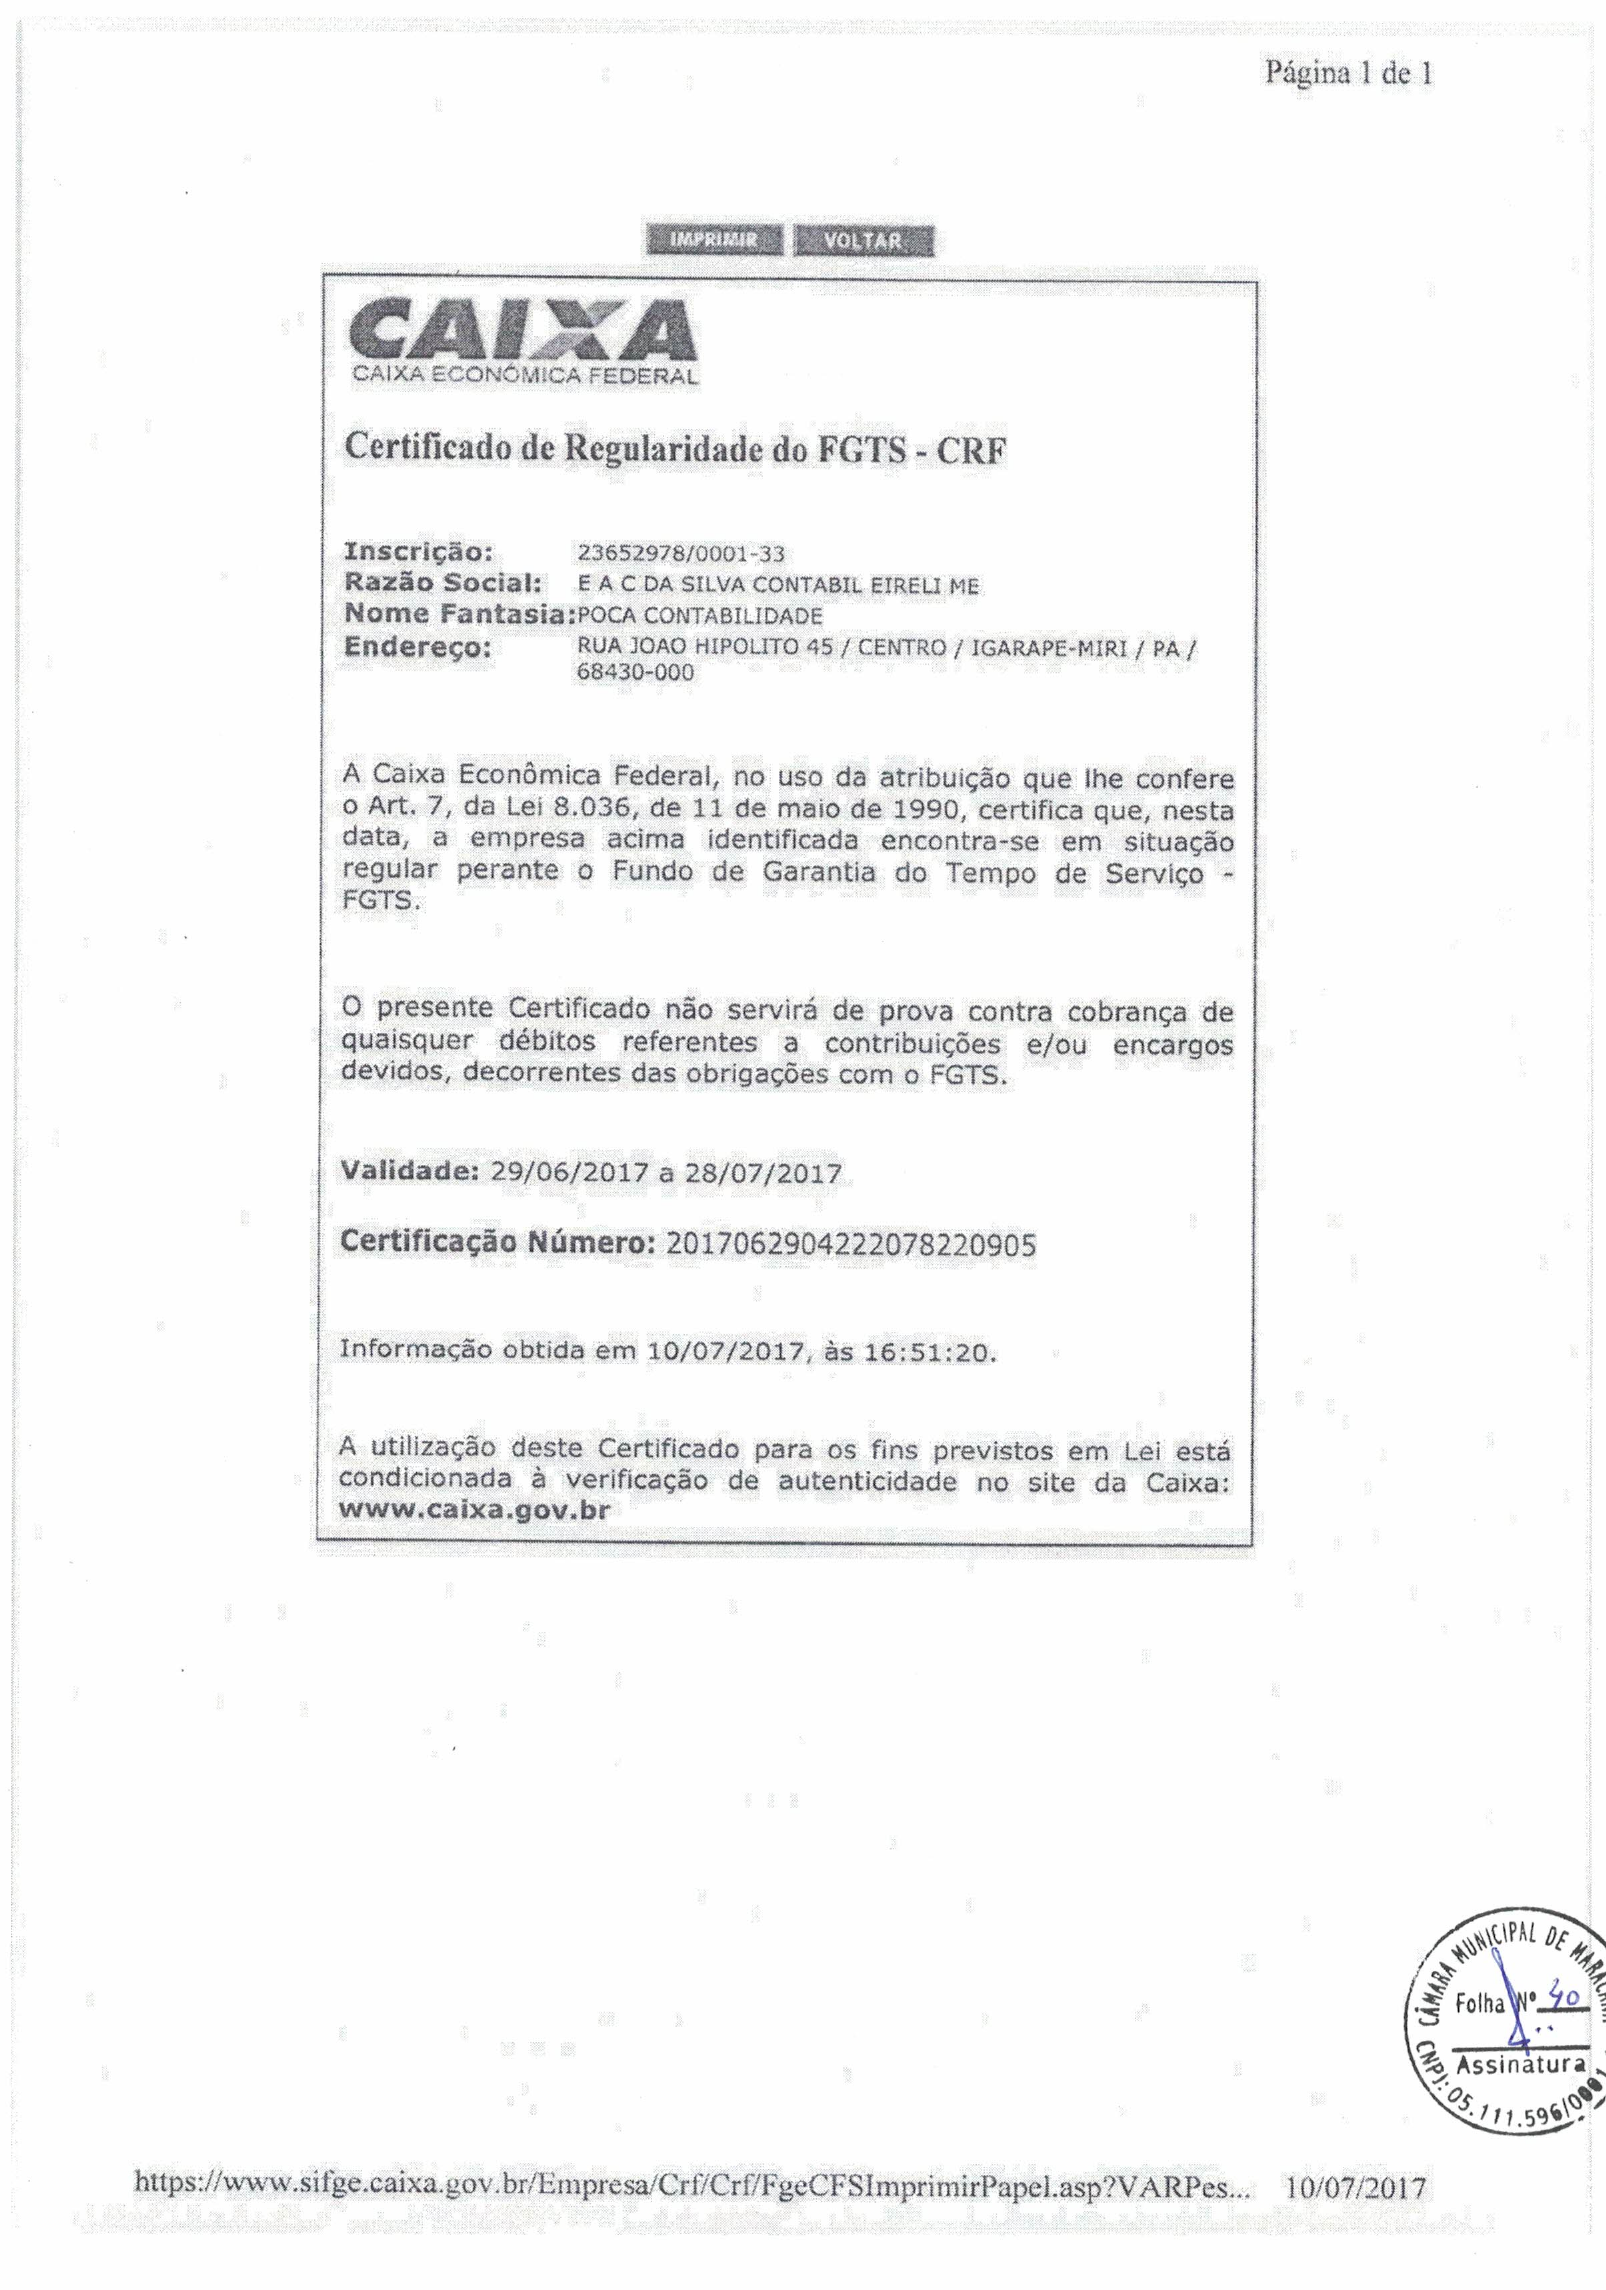 Página 1 de 1
IMPRIMIR VOLTAR
CAIXA
CAIXA ECONÔMICA FEDERAL
Certificado de Regularidade do FGTS - CRF
Inscrição: 23652978/0001-33
Razão Social: E A C DA SILVA CONTABIL EIRELI ME
Nome Fantasia:POCA CONTABILIDADE
Endereço: RUA JOAO HIPOLITO 45 / CENTRO / IGARAPE-MIRI / PA /
68430-000
A Caixa Econômica Federal, no uso da atribuição que lhe confere
o Art. 7, da Lei 8.036, de 11 de maio de 1990, certifica que, nesta
data, a empresa acima identificada encontra-se em situação
regular perante o Fundo de Garantia do Tempo de Serviço -
FGTS.
O presente Certificado não servirá de prova contra cobrança de
quaisquer débitos referentes a contribuições e/ou encargos
devidos, decorrentes das obrigações com o FGTS.
Validade: 29/06/2017 a 28/07/2017
Certificação Número: 2017062904222078220905
Informação obtida em 10/07/2017, às 16:51:20.
A utilização deste Certificado para os fins previstos em Lei está
condicionada à verificação de autenticidade no site da Caixa:
www.caixa.gov.br
CÂMARA MUNICIPAL DE
Folha Nº 40
Assinatura
CNPJ: 05.111.596/0001
https://www.sifge.caixa.gov.br/Empresa/Crf/Crf/FgeCFSImprimirPapel.asp?VARPes... 10/07/2017